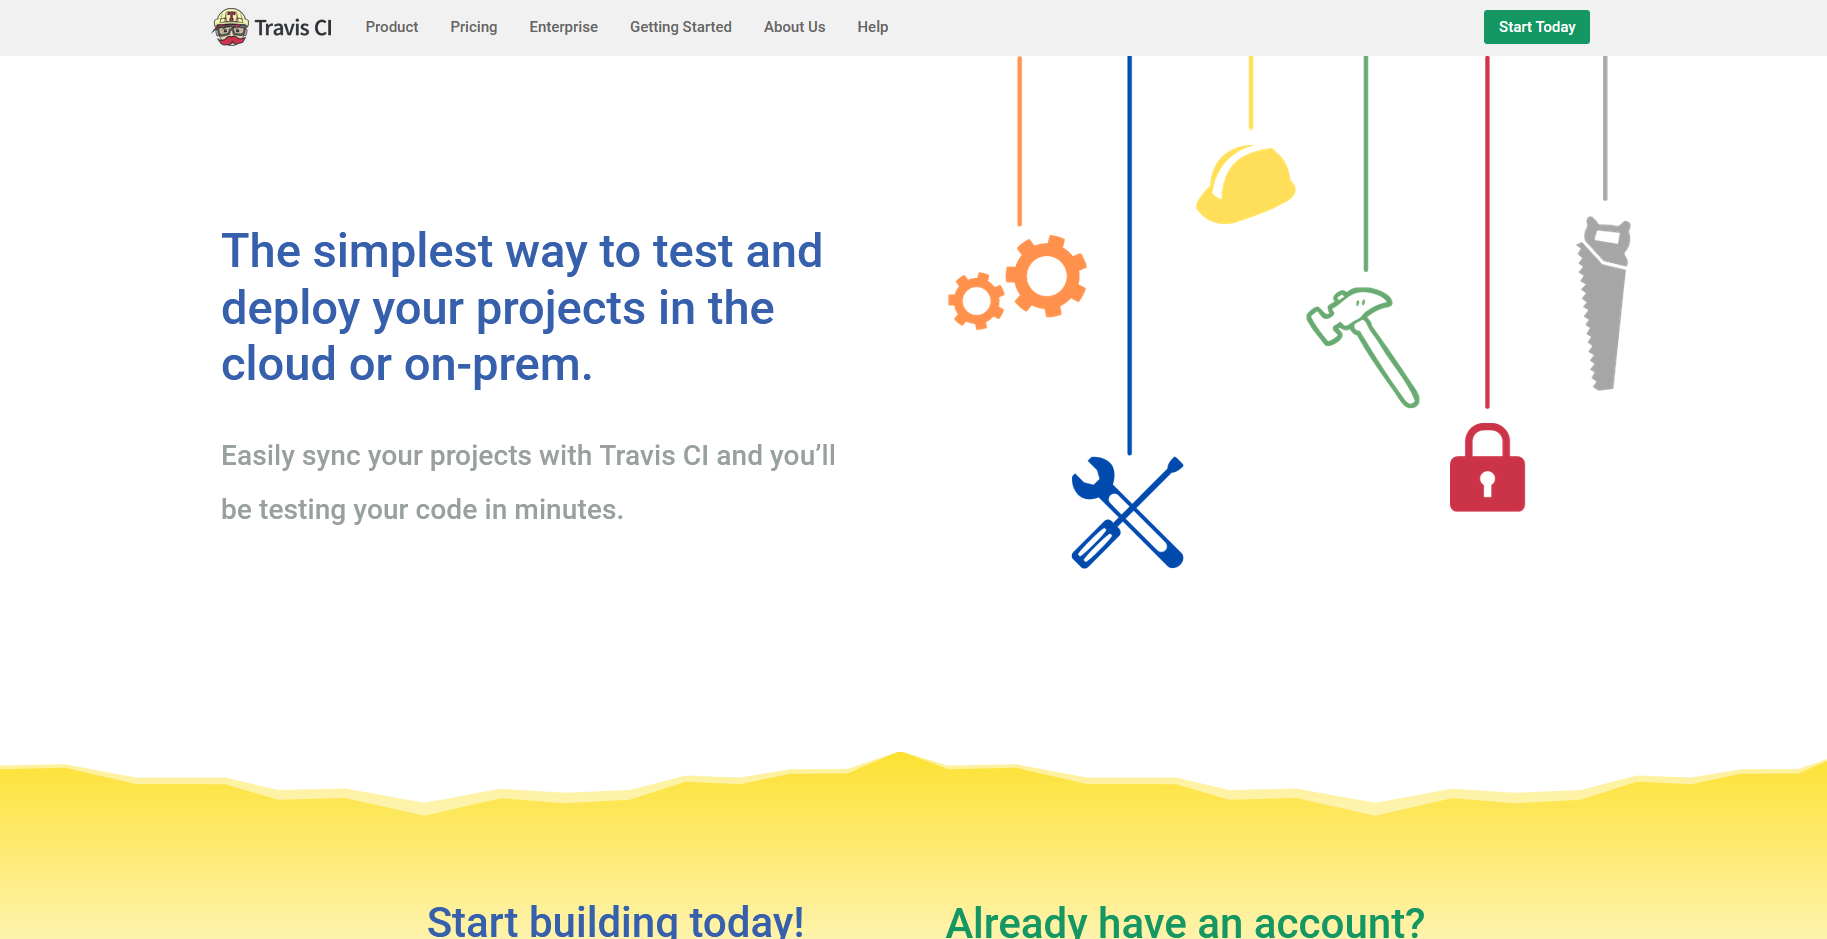 Travis CI
Product
Pricing
Enterprise
Getting Started
About Us
Help
Start Today
The simplest way to test and
deploy your projects in the
cloud or on-prem.
Easily sync your projects with Travis CI and you’ll
be testing your code in minutes.
Start building today!
Already have an account?